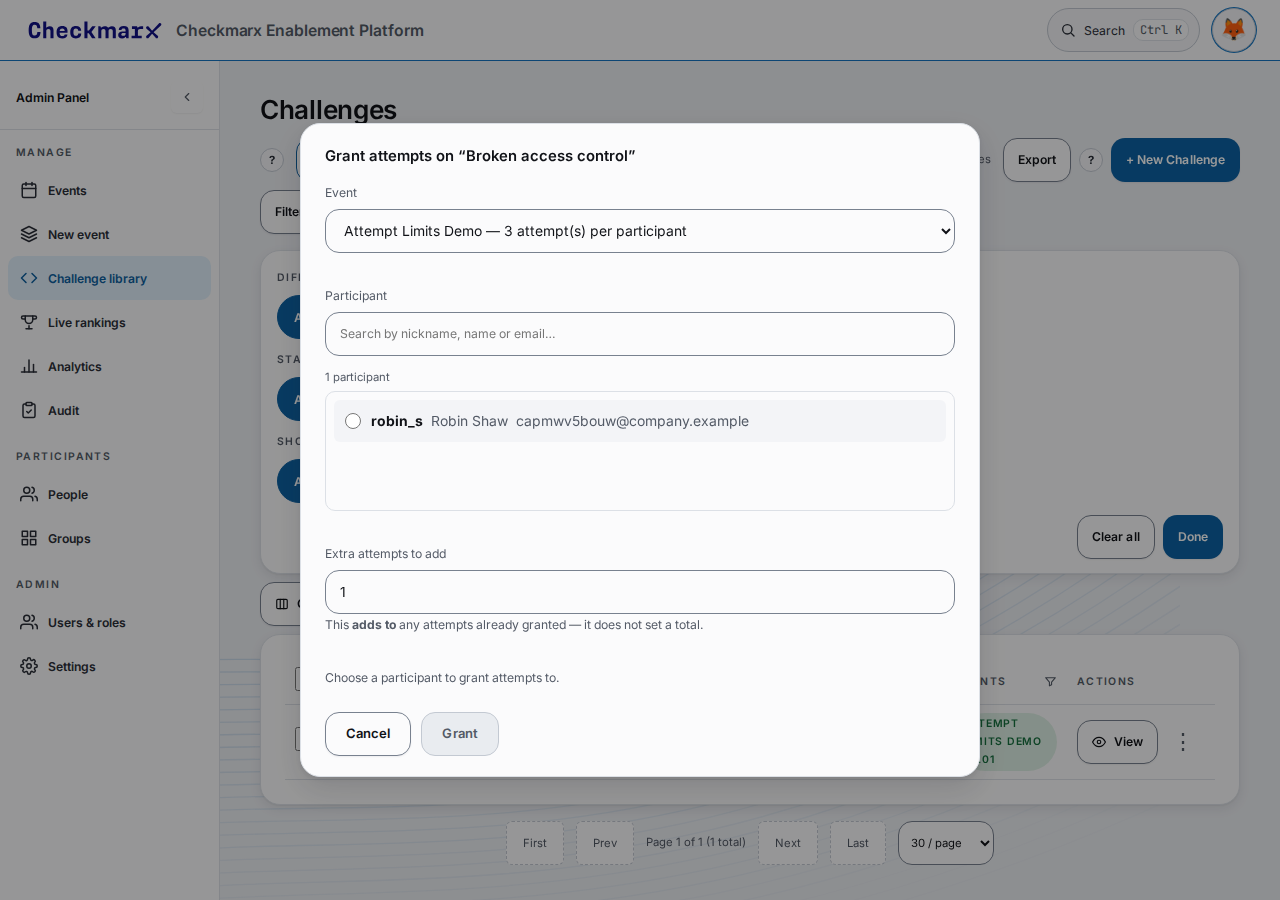 Checkmarx Checkmarx Enablement Platform
Search Ctrl K
Admin Panel
MANAGE
Events
New event
Challenge library
Live rankings
Analytics
Audit
PARTICIPANTS
People
Groups
ADMIN
Users & roles
Settings
Challenges
?
Export
?
+ New Challenge
Grant attempts on “Broken access control”
Event
Attempt Limits Demo — 3 attempt(s) per participant
Participant
Search by nickname, name or email…
1 participant
robin_s Robin Shaw capmwv5bouw@company.example
Extra attempts to add
1
This adds to any attempts already granted — it does not set a total.
Choose a participant to grant attempts to.
Cancel
Grant
Clear all
Done
ACTIONS
DEMO
View
First
Prev
Page 1 of 1 (1 total)
Next
Last
30 / page